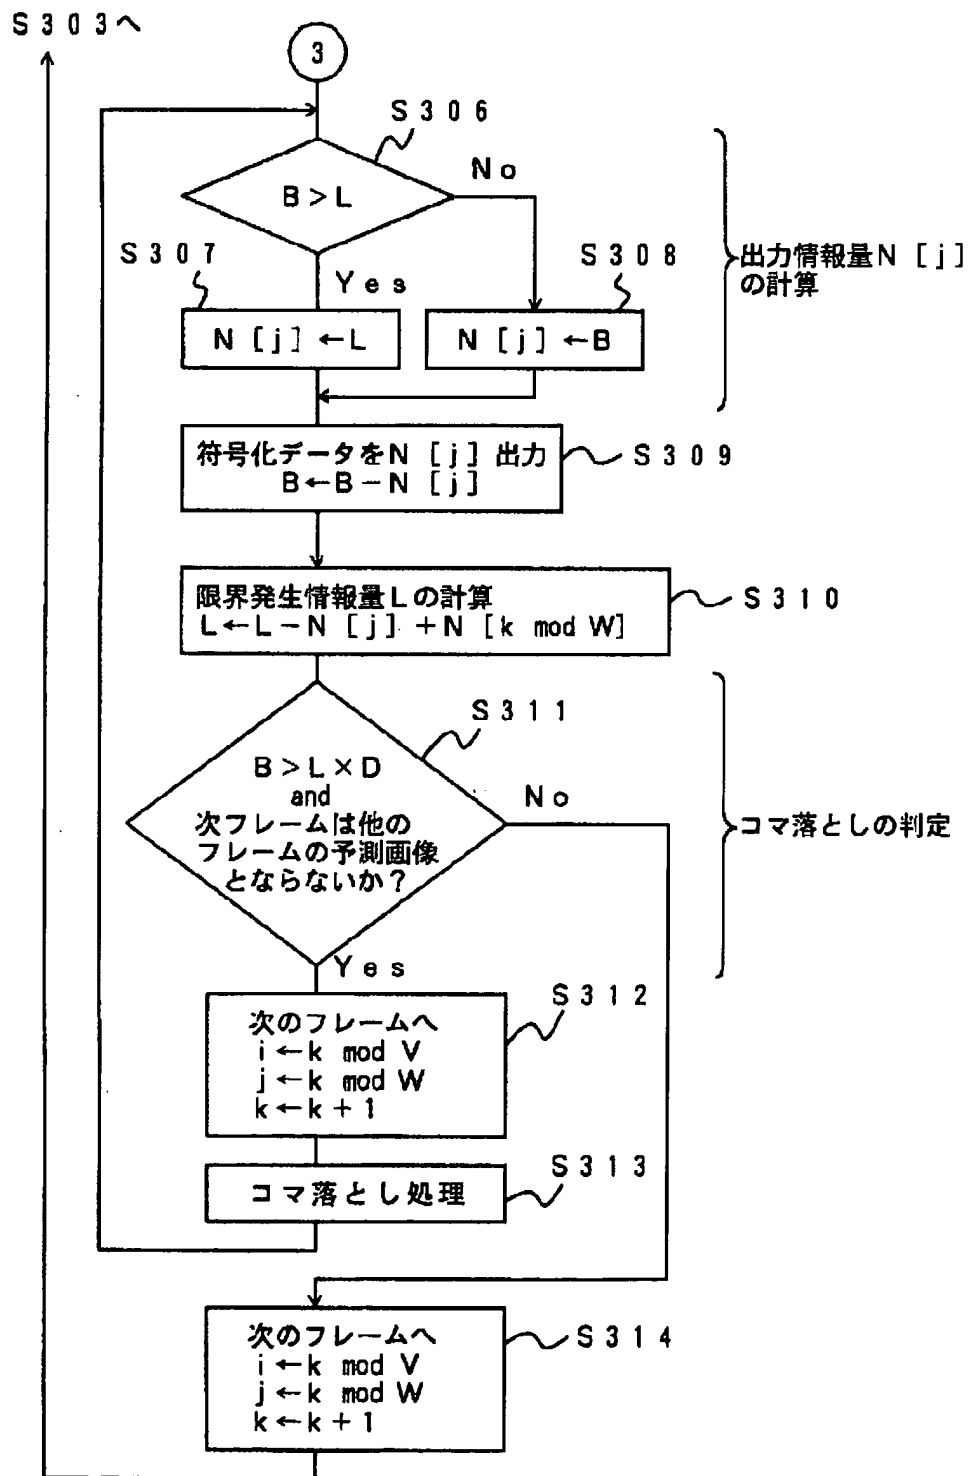 S303へ
3
S306
B>L
No
S307
Yes
S308
N [j] ←L
N [j] ←B
出力情報量N [j]
の計算
符号化データをN [j] 出力
B←B−N [j]
S309
限界発生情報量Lの計算
L←L−N [j] +N [k mod W]
S310
S311
B>L×D
and
次フレームは他の
フレームの予測画像
とならないか?
No
コマ落としの判定
Yes
S312
次のフレームへ
i←k mod V
j←k mod W
k←k+1
S313
コマ落とし処理
次のフレームへ
i←k mod V
j←k mod W
k←k+1
S314